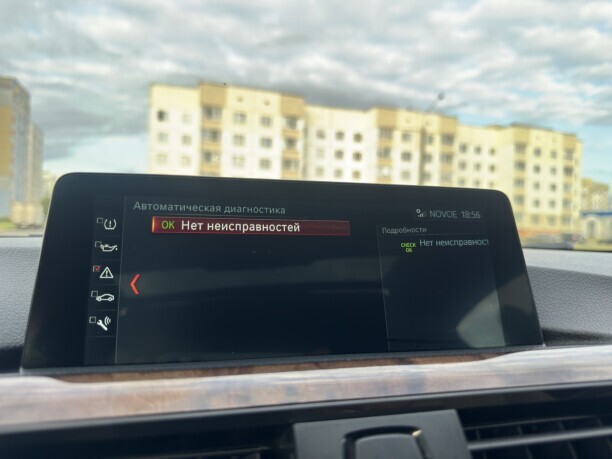 Автоматическая диагностика
NOVOE 18:56
OK Нет неисправностей
Подробности
CHECK OK
Нет неисправност